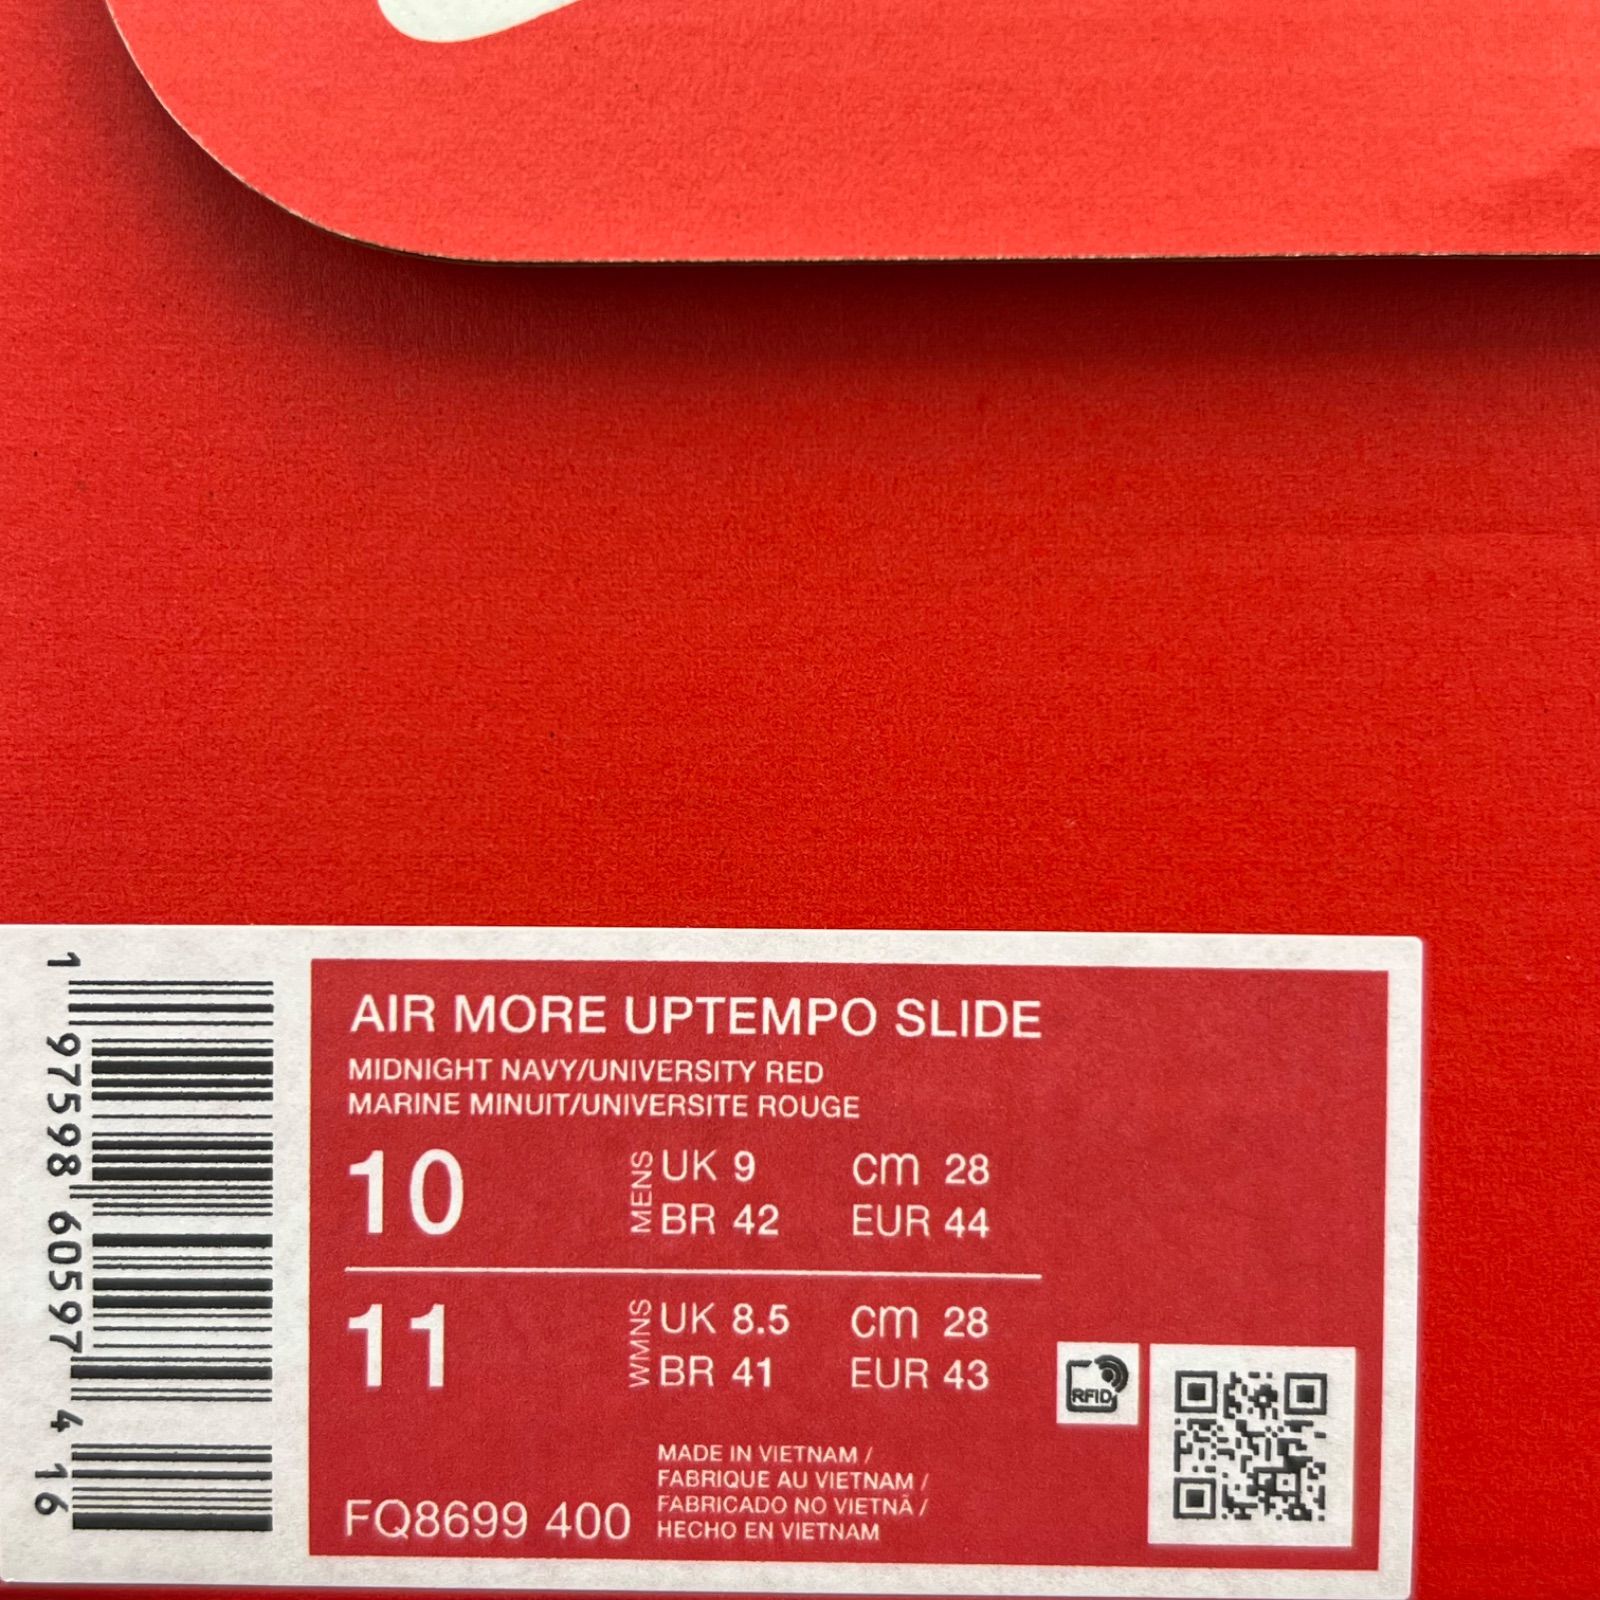 AIR MORE UPTEMPO SLIDE
MIDNIGHT NAVY/UNIVERSITY RED
MARINE MINUIT/UNIVERSITE ROUGE
10 MENS UK 9 CM 28
BR 42 EUR 44
11 WMNS UK 8.5 CM 28
BR 41 EUR 43
RFID
MADE IN VIETNAM /
FABRIQUE AU VIETNAM /
FABRICADO NO VIETNÃ /
HECHO EN VIETNAM
FQ8699 400
1 97598 60597 4 16